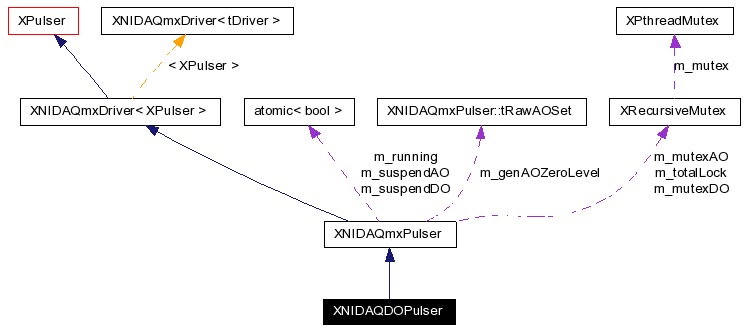 XPulser
XNIDAQmxDriver< tDriver >
XPthreadMutex
< XPulser >
m_mutex
XNIDAQmxDriver< XPulser >
atomic< bool >
XNIDAQmxPulser::tRawAOSet
XRecursiveMutex
m_running
m_suspendAO
m_suspendDO
m_genAOZeroLevel
m_mutexAO
m_totalLock
m_mutexDO
XNIDAQmxPulser
XNIDAQDOPulser